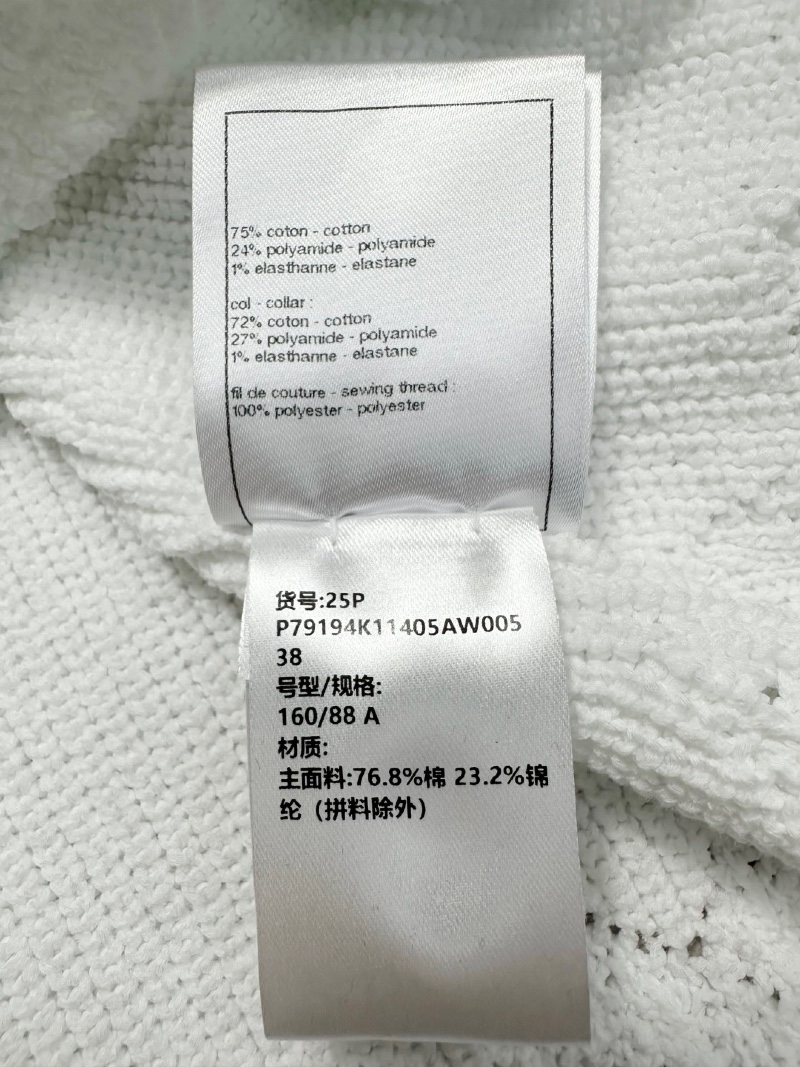 75% coton - cotton
24% polyamide - polyamide
1% elasthanne - elastane
col - collar :
72% coton - cotton
27% polyamide - polyamide
1% elasthanne - elastane
fil de couture - sewing thread :
100% polyester - polyester
货号:25P
P79194K11405AW005
38
号型/规格:
160/88 A
材质:
主面料:76.8%棉 23.2%锦
纶（拼料除外）